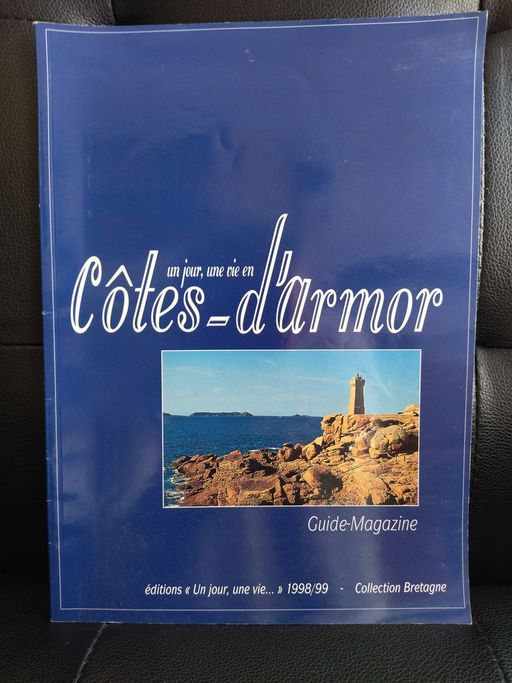 un jour, une vie en
Côtes-d'armor
Guide-Magazine
éditions « Un jour, une vie... » 1998/99 - Collection Bretagne